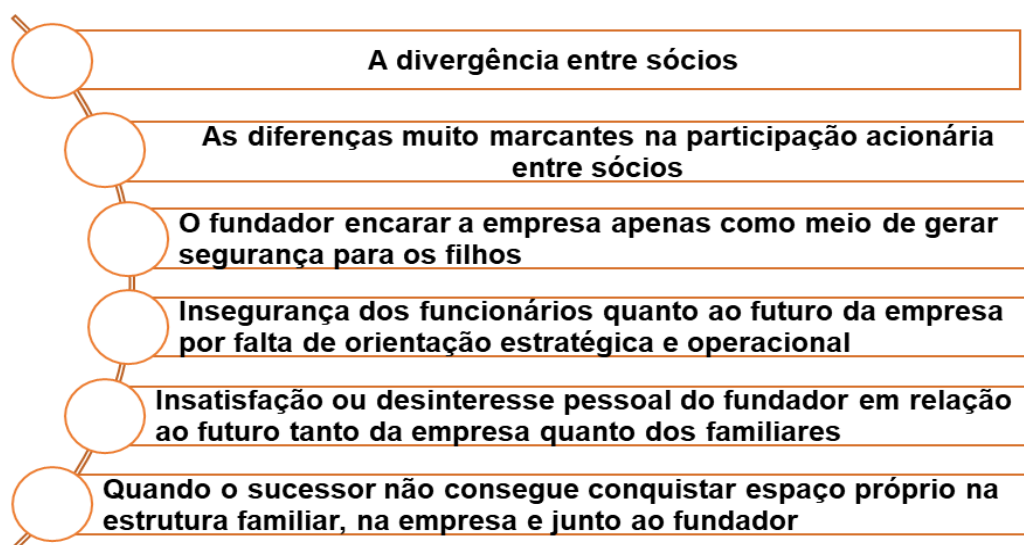 A divergência entre sócios
As diferenças muito marcantes na participação acionária
entre sócios
O fundador encarar a empresa apenas como meio de gerar
segurança para os filhos
Insegurança dos funcionários quanto ao futuro da empresa
por falta de orientação estratégica e operacional
Insatisfação ou desinteresse pessoal do fundador em relação
ao futuro tanto da empresa quanto dos familiares
Quando o sucessor não consegue conquistar espaço próprio na
estrutura familiar, na empresa e junto ao fundador